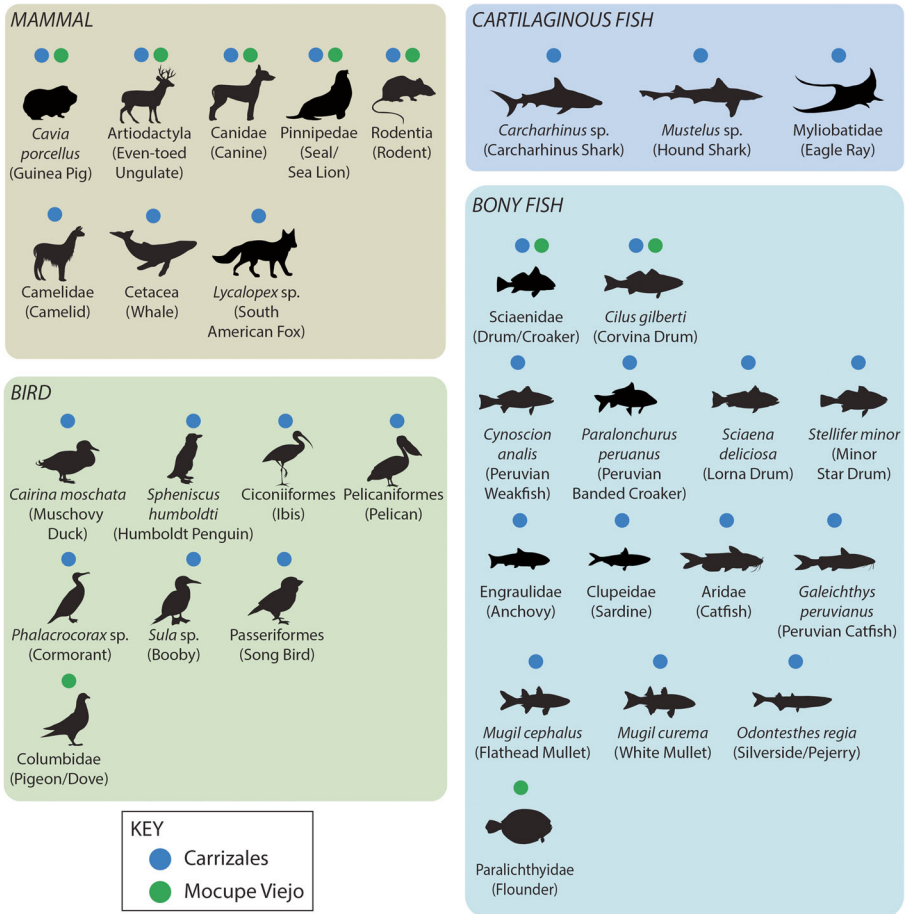 MAMMAL
Cavia
porcellus
(Guinea Pig)
Artiodactyla
(Even-toed
Ungulate)
Canidae
(Canine)
Pinnipedae
(Seal/
Sea Lion)
Rodentia
(Rodent)
Camelidae
(Camelid)
Cetacea
(Whale)
Lycalopex sp.
(South
American Fox)
BIRD
Cairina moschata
(Muschovy
Duck)
Spheniscus
humboldti
(Humboldt Penguin)
Ciconiiformes
(Ibis)
Pelicaniformes
(Pelican)
Phalacrocorax sp.
(Cormorant)
Sula sp.
(Booby)
Passeriformes
(Song Bird)
Columbidae
(Pigeon/Dove)
KEY
Carrizales
Mocupe Viejo
CARTILAGINOUS FISH
Carcharhinus sp.
(Carcharhinus Shark)
Mustelus sp.
(Hound Shark)
Myliobatidae
(Eagle Ray)
BONY FISH
Sciaenidae
(Drum/Croaker)
Cilus gilberti
(Corvina Drum)
Cynoscion
analis
(Peruvian
Weakfish)
Paralonchurus
peruanus
(Peruvian
Banded Croaker)
Sciaena
deliciosa
(Lorna Drum)
Stellifer minor
(Minor
Star Drum)
Engraulidae
(Anchovy)
Clupeidae
(Sardine)
Aridae
(Catfish)
Galeichthys
peruvianus
(Peruvian Catfish)
Mugil cephalus
(Flathead Mullet)
Mugil curema
(White Mullet)
Odontesthes regia
(Silverside/Pejerry)
Paralichthyidae
(Flounder)